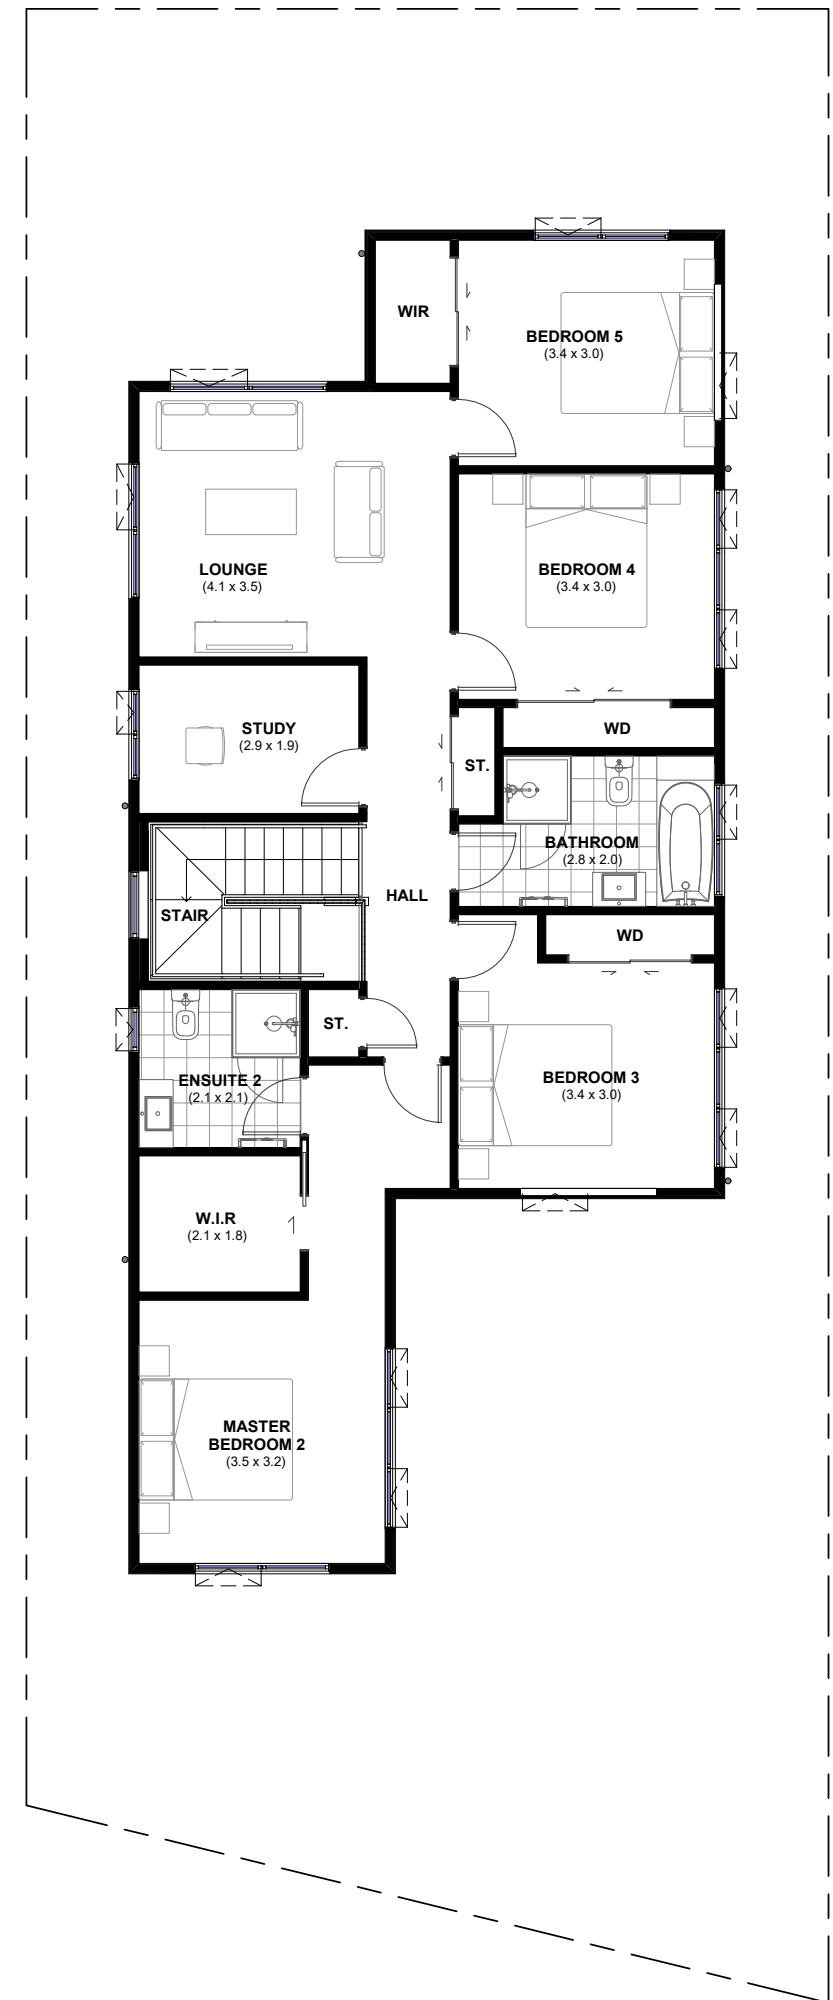 WIR
BEDROOM 5
(3.4 x 3.0)
LOUNGE
(4.1 x 3.5)
BEDROOM 4
(3.4 x 3.0)
STUDY
(2.9 x 1.9)
WD
ST.
BATHROOM
(2.8 x 2.0)
HALL
STAIR
WD
ST.
ENSUITE 2
(2.1 x 2.1)
BEDROOM 3
(3.4 x 3.0)
W.I.R
(2.1 x 1.8)
MASTER
BEDROOM 2
(3.5 x 3.2)